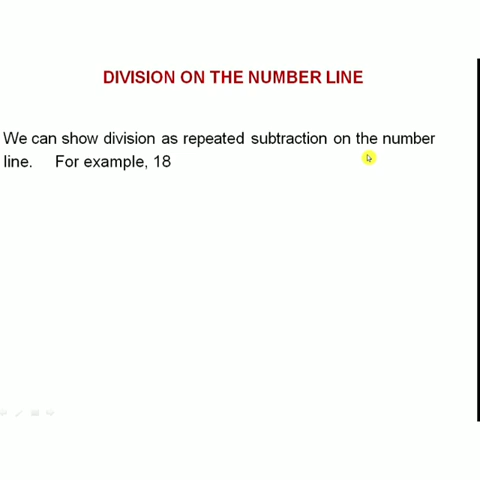 DIVISION ON THE NUMBER LINE
We can show division as repeated subtraction on the number
line. For example, 18